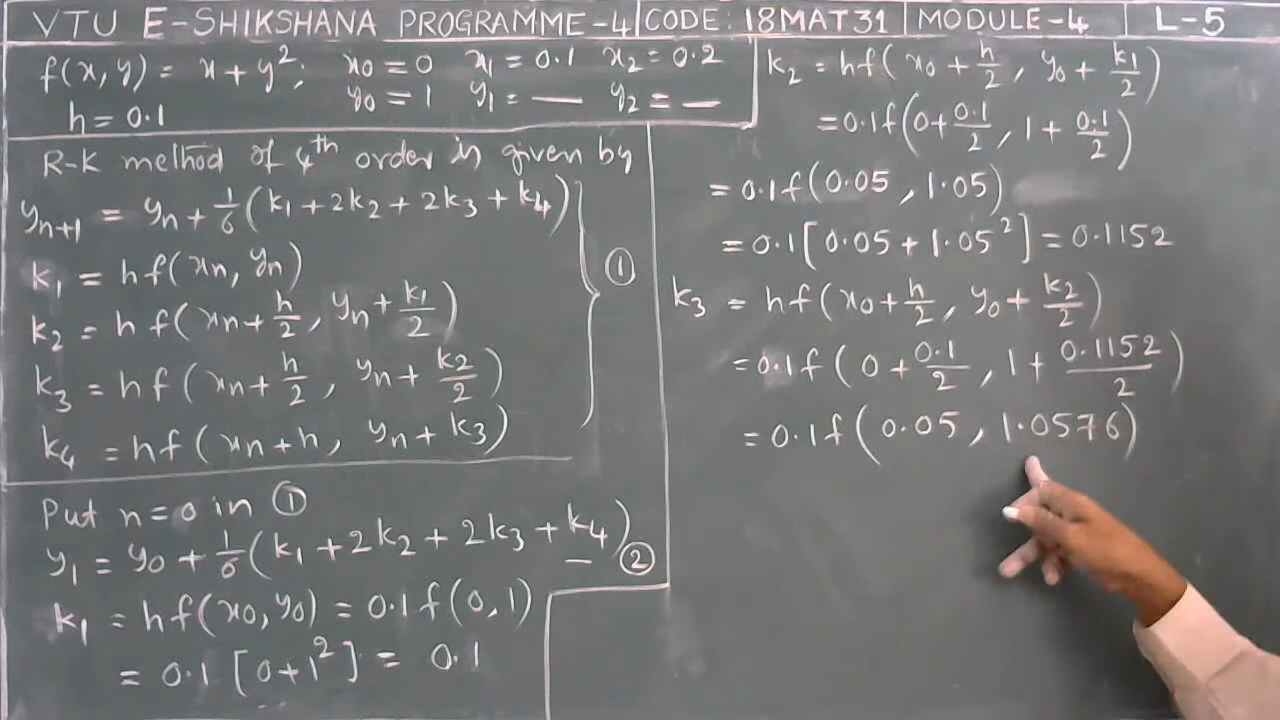 VTU E-SHIKSHANA PROGRAMME-4 | CODE: 18MAT31 | MODULE-4 | L-5
f(x, y) = x + y²; x0 = 0 x1 = 0.1 x2 = 0.2
y0 = 1 y1 = — y2 = —
h = 0.1
R-K method of 4th order is given by
yn+1 = yn + 1/6 (k1 + 2k2 + 2k3 + k4)
k1 = hf(xn, yn)
k2 = hf(xn + h/2, yn + k1/2)
k3 = hf(xn + h/2, yn + k2/2)
k4 = hf(xn + h, yn + k3)
①
Put n=0 in ①
y1 = y0 + 1/6 (k1 + 2k2 + 2k3 + k4) — ②
k1 = hf(x0, y0) = 0.1f(0, 1)
= 0.1 [0+1²] = 0.1
k2 = hf(x0 + h/2, y0 + k1/2)
= 0.1f(0 + 0.1/2, 1 + 0.1/2)
= 0.1f(0.05, 1.05)
= 0.1[0.05 + 1.05²] = 0.1152
k3 = hf(x0 + h/2, y0 + k2/2)
= 0.1f(0 + 0.1/2, 1 + 0.1152/2)
= 0.1f(0.05, 1.0576)